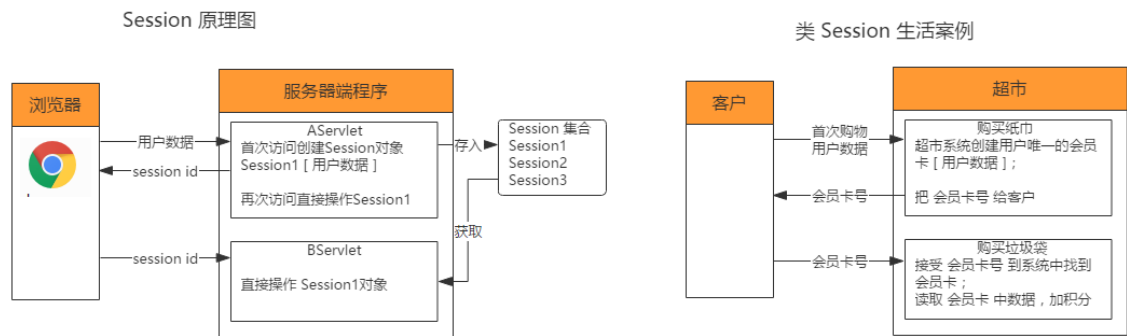 Session 原理图
浏览器
服务器端程序
用户数据
session id
AServlet
首次访问创建Session对象
Session1 [ 用户数据 ]
再次访问直接操作Session1
存入
Session 集合
Session1
Session2
Session3
获取
session id
BServlet
直接操作 Session1对象
类 Session 生活案例
客户
超市
首次购物
用户数据
购买纸巾
超市系统创建用户唯一的会员
卡 [ 用户数据 ] ;
把 会员卡号 给客户
会员卡号
会员卡号
购买垃圾袋
接受 会员卡号 到系统中找到
会员卡 ;
读取 会员卡 中数据 , 加积分